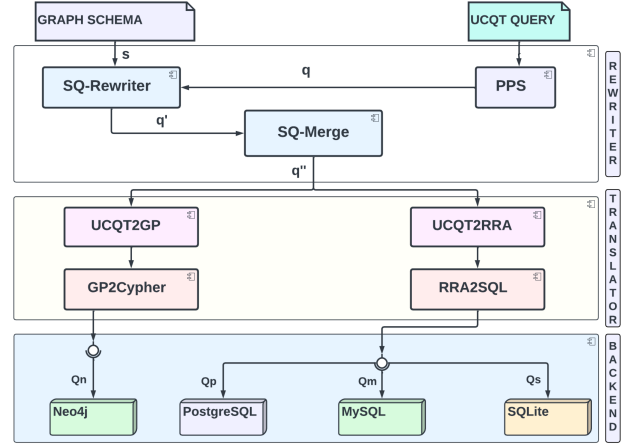 GRAPH SCHEMA
UCQT QUERY
s
SQ-Rewriter
q
PPS
q'
SQ-Merge
q''
REWRITER
UCQT2GP
UCQT2RRA
GP2Cypher
RRA2SQL
TRANSLATOR
Qn
Qp
Qm
Qs
Neo4j
PostgreSQL
MySQL
SQLite
BACKEND